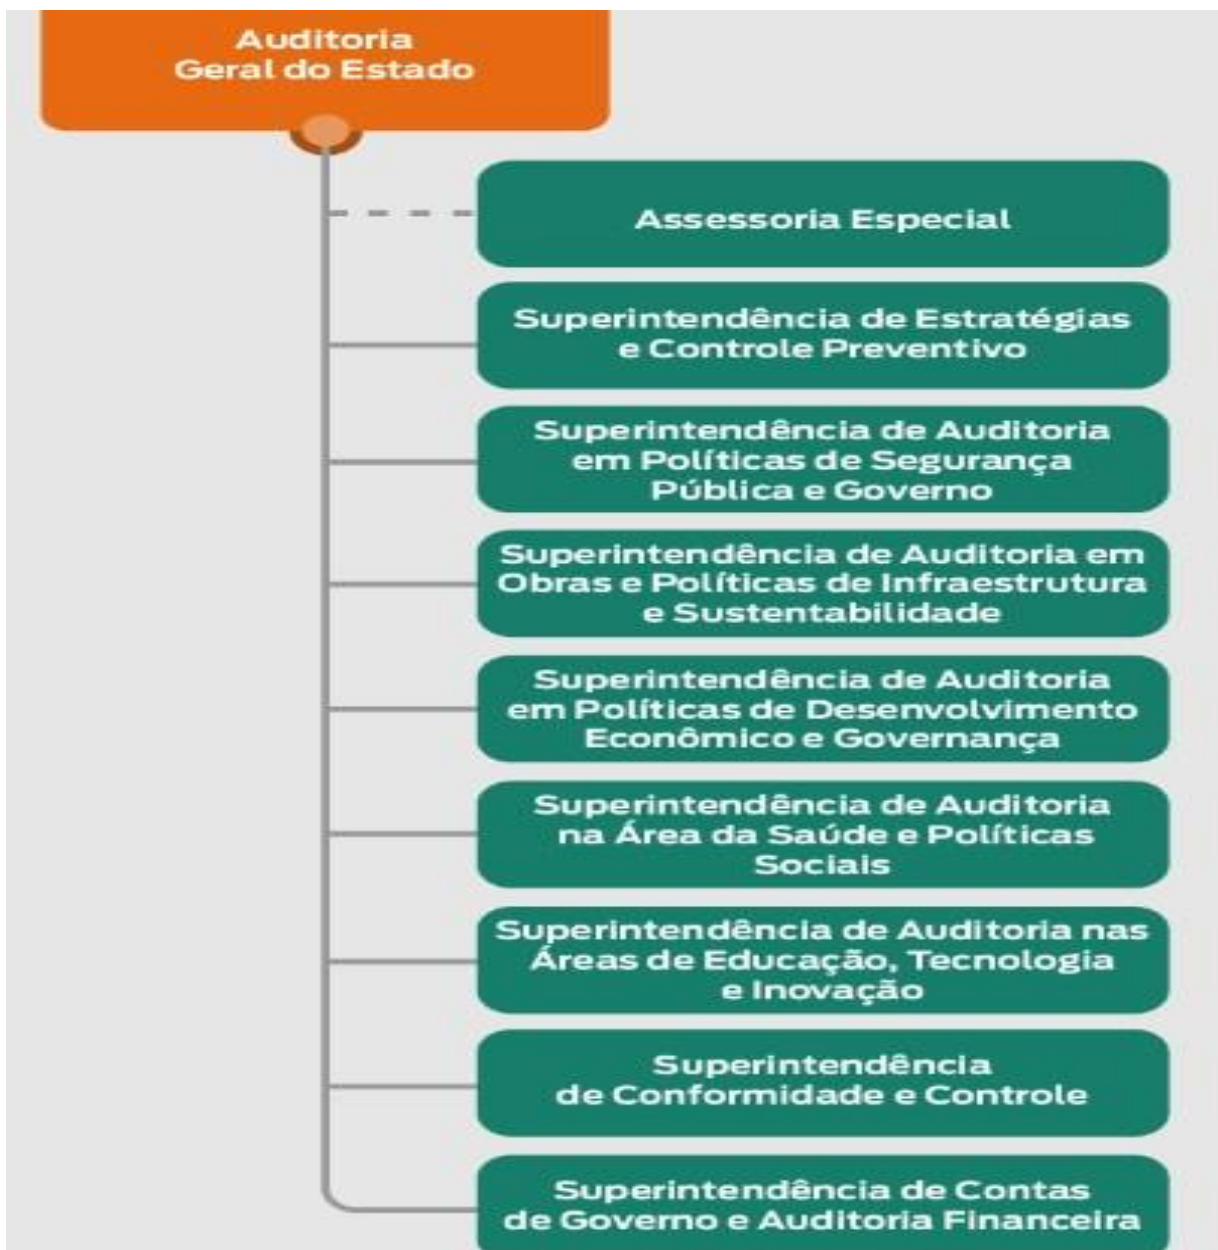 Auditoria
Geral do Estado
Assessoria Especial
Superintendência de Estratégias
e Controle Preventivo
Superintendência de Auditoria
em Políticas de Segurança
Pública e Governo
Superintendência de Auditoria em
Obras e Políticas de Infraestrutura
e Sustentabilidade
Superintendência de Auditoria
em Políticas de Desenvolvimento
Econômico e Governança
Superintendência de Auditoria
na Área da Saúde e Políticas
Sociais
Superintendência de Auditoria nas
Áreas de Educação, Tecnologia
e Inovação
Superintendência
de Conformidade e Controle
Superintendência de Contas
de Governo e Auditoria Financeira